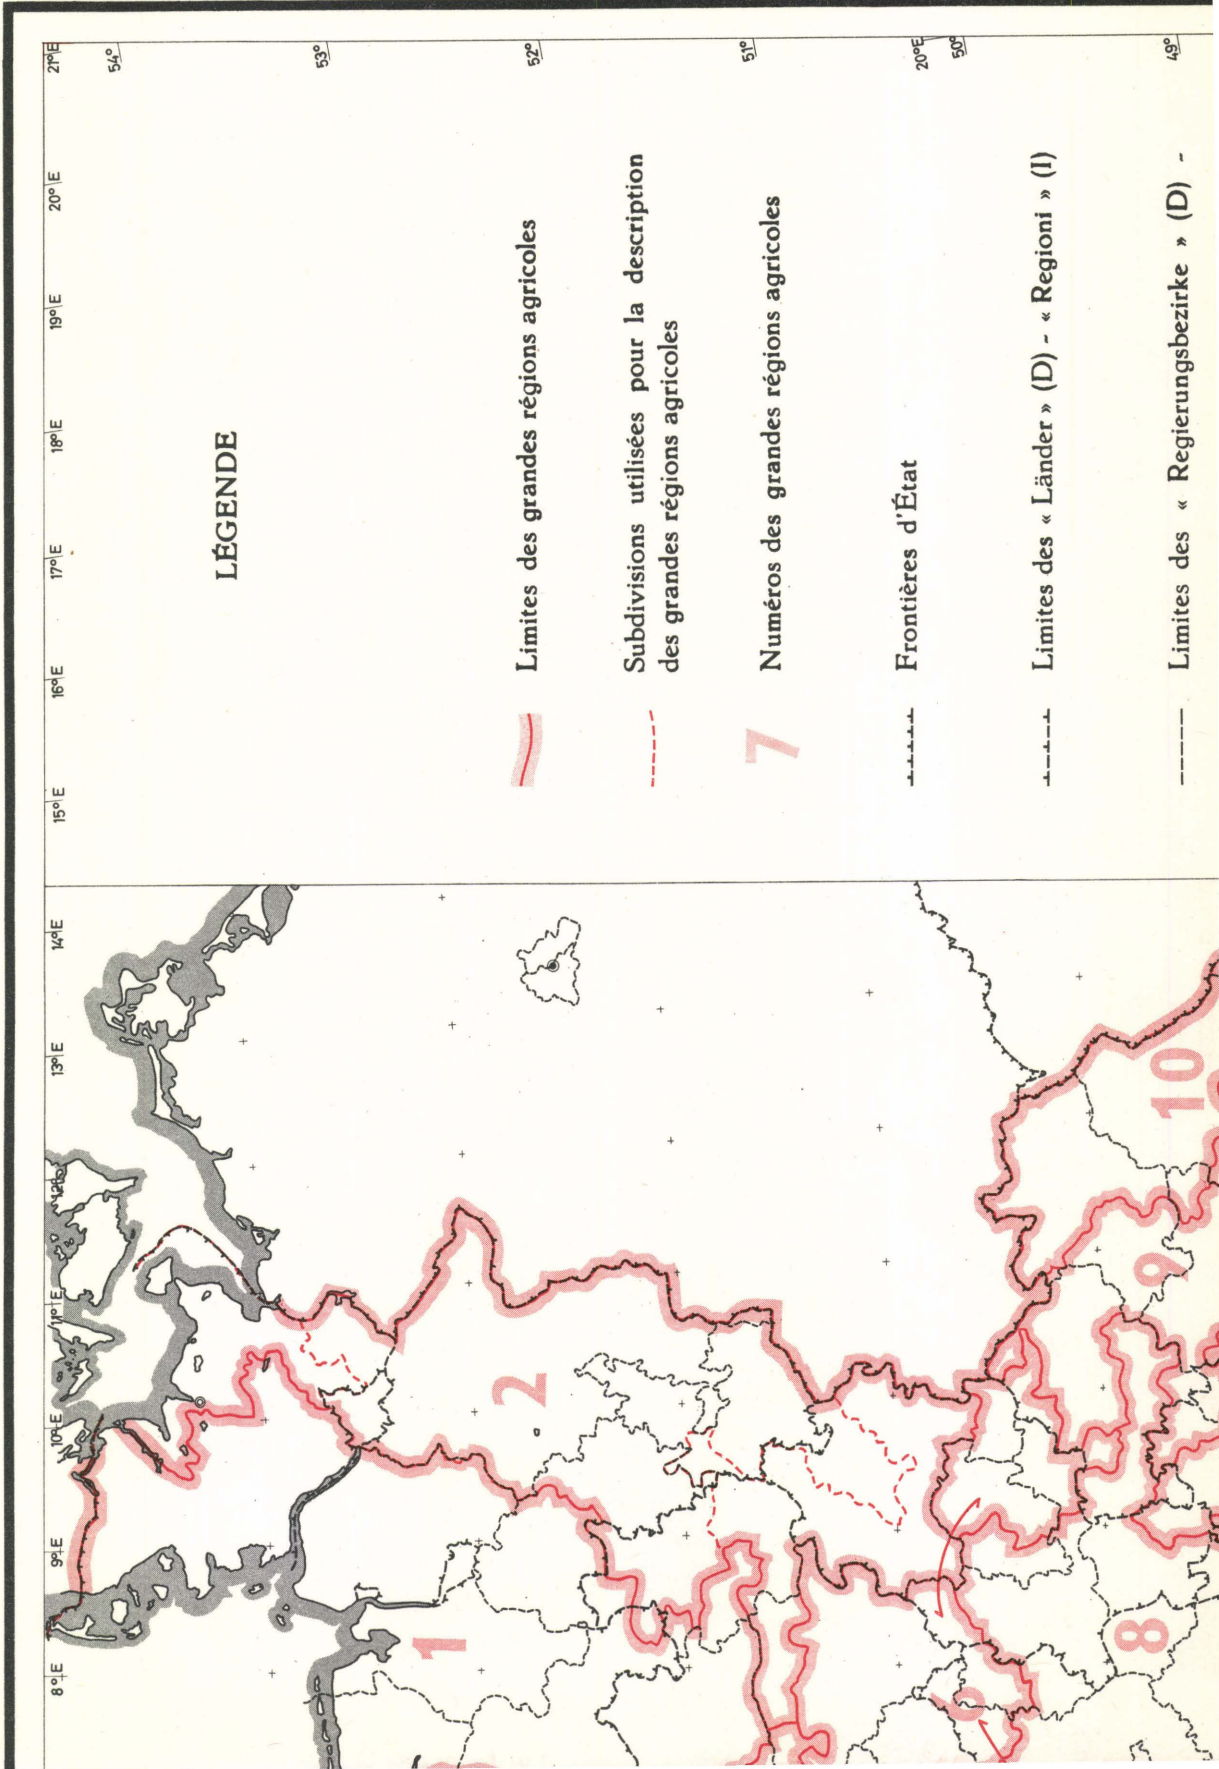 LÉGENDE
Limites des grandes régions agricoles
Subdivisions utilisées pour la description
des grandes régions agricoles
7
Numéros des grandes régions agricoles
Frontières d'État
Limites des « Länder » (D) - « Regioni » (I)
Limites des « Regierungsbezirke » (D) -
21°E
20°E
19°E
18°E
17°E
16°E
15°E
14°E
13°E
12°E
11°E
10°E
9°E
8°E
54°
53°
52°
51°
20°E
50°
49°
1
2
6
8
9
10